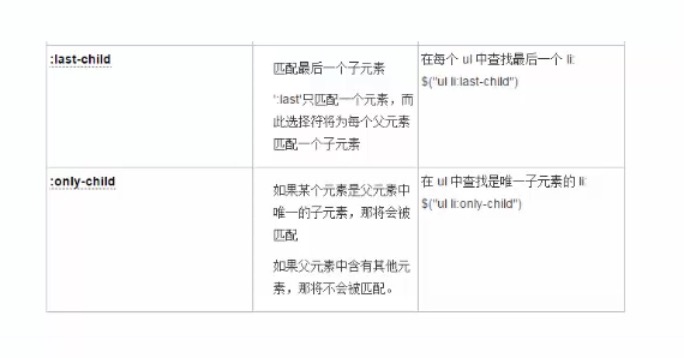 :last-child
匹配最后一个子元素
':last'只匹配一个元素，而
此选择符将为每个父元素
匹配一个子元素
在每个 ul 中查找最后一个 li:
$("ul li:last-child")
:only-child
如果某个元素是父元素中
唯一的子元素，那将会被
匹配
如果父元素中含有其他元
素，那将不会被匹配。
在 ul 中查找是唯一子元素的 li:
$("ul li:only-child")